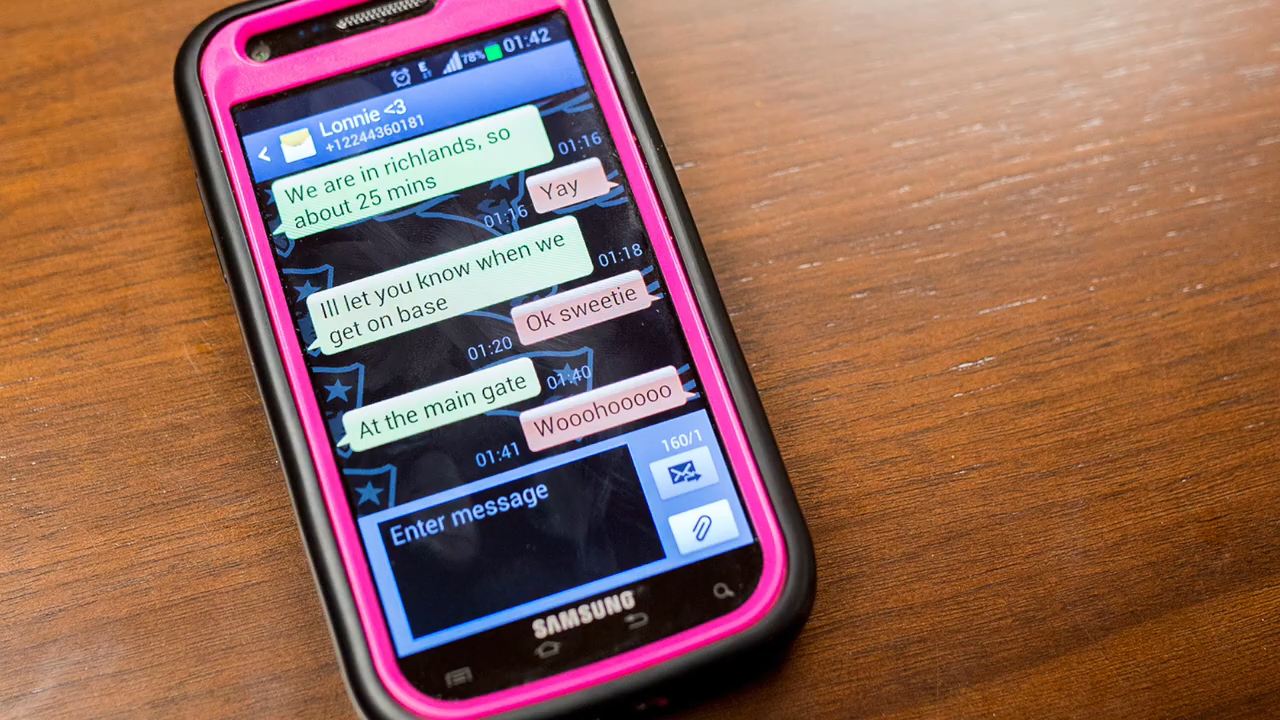 01:42
78%
E
Lonnie <3
+12244360181
We are in richlands, so
about 25 mins
01:16
Yay
01:16
Ill let you know when we
get on base
01:18
Ok sweetie
01:20
At the main gate
01:40
Wooohooooo
01:41
160/1
Enter message
SAMSUNG